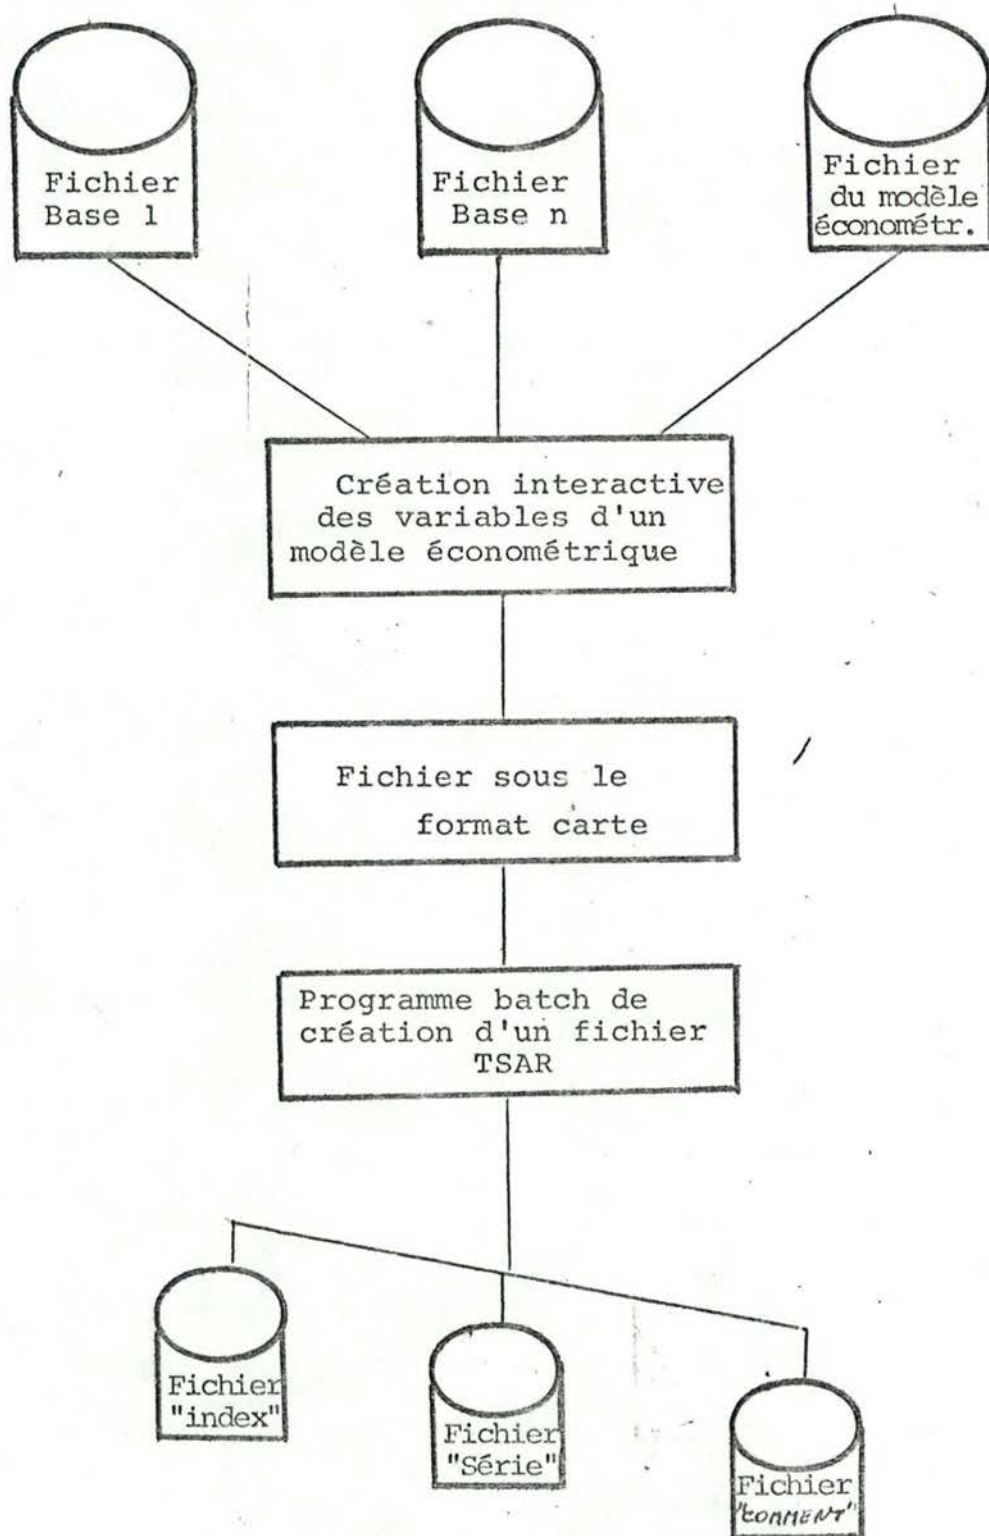 Fichier
Base 1
Fichier
Base n
Fichier
du modèle
économétr.
Création interactive
des variables d'un
modèle économétrique
Fichier sous le
format carte
Programme batch de
création d'un fichier
TSAR
Fichier
"index"
Fichier
"Série"
Fichier
"COMMENT"